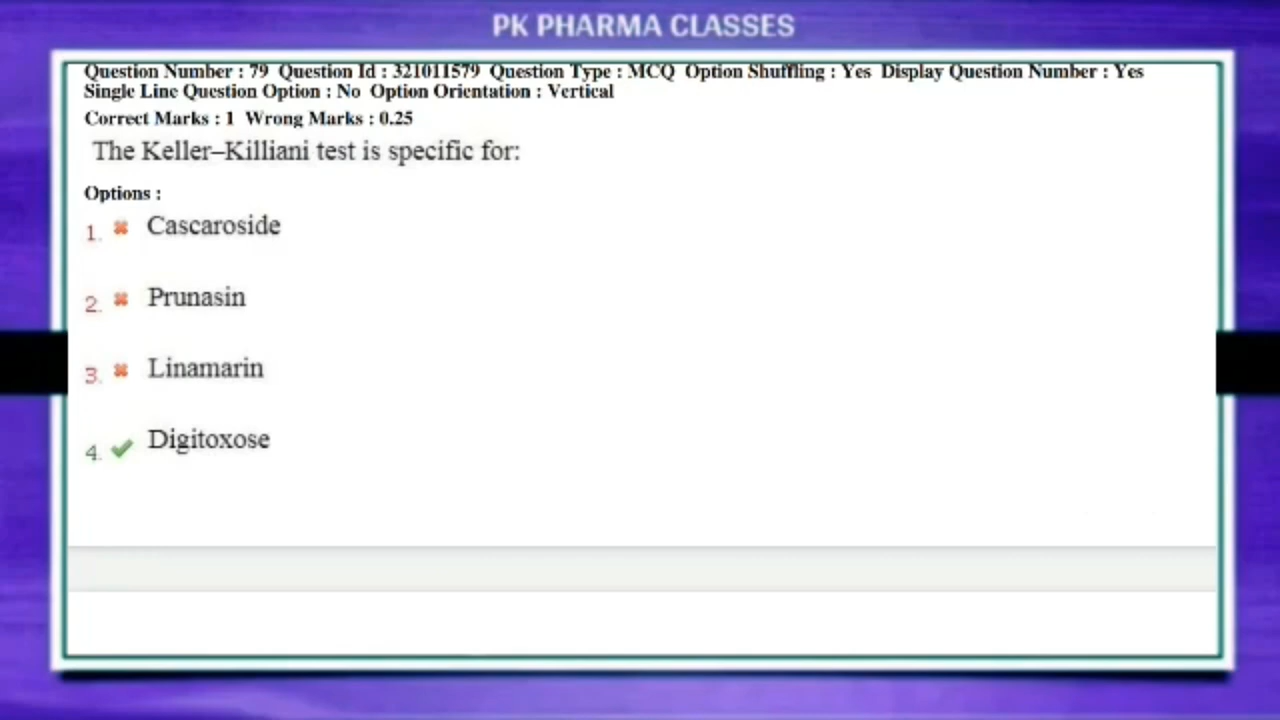 PK PHARMA CLASSES
Question Number : 79 Question Id : 321011579 Question Type : MCQ Option Shuffling : Yes Display Question Number : Yes
Single Line Question Option : No Option Orientation : Vertical
Correct Marks : 1 Wrong Marks : 0.25
The Keller–Killiani test is specific for:
Options :
1. Cascaroside
2. Prunasin
3. Linamarin
4. Digitoxose